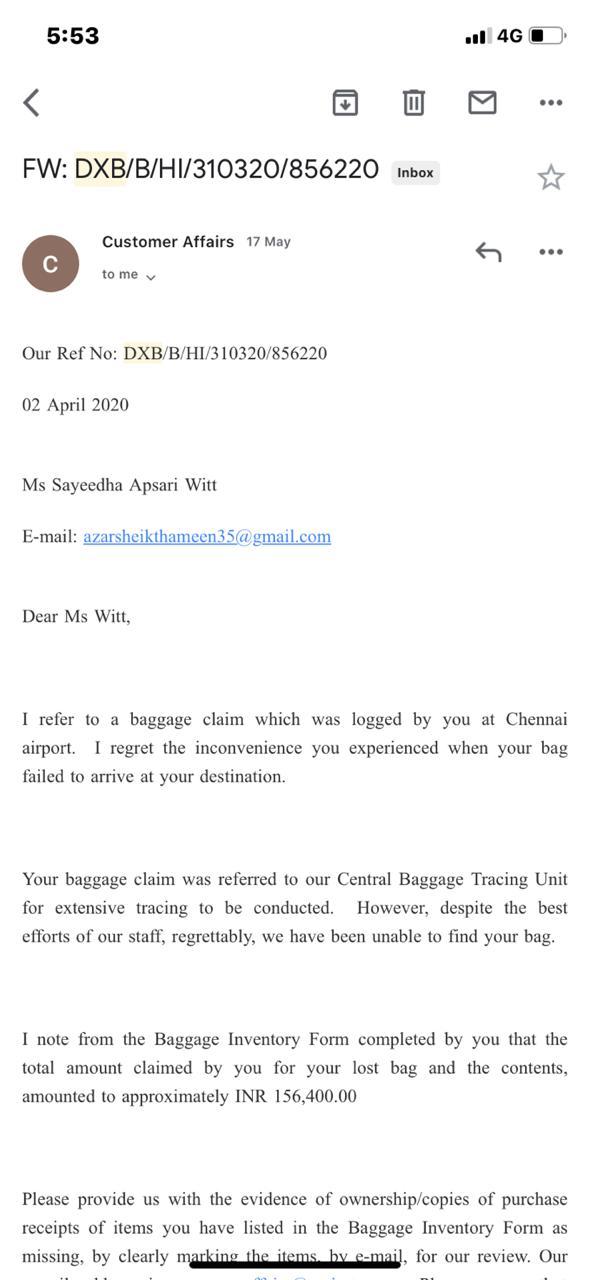 5:53 4G
FW: DXB/B/HI/310320/856220 Inbox
C
Customer Affairs 17 May
to me
Our Ref No: DXB/B/HI/310320/856220
02 April 2020
Ms Sayeedha Apsari Witt
E-mail: azarsheikthameen35@gmail.com
Dear Ms Witt,
I refer to a baggage claim which was logged by you at Chennai
airport. I regret the inconvenience you experienced when your bag
failed to arrive at your destination.
Your baggage claim was referred to our Central Baggage Tracing Unit
for extensive tracing to be conducted. However, despite the best
efforts of our staff, regrettably, we have been unable to find your bag.
I note from the Baggage Inventory Form completed by you that the
total amount claimed by you for your lost bag and the contents,
amounted to approximately INR 156,400.00
Please provide us with the evidence of ownership/copies of purchase
receipts of items you have listed in the Baggage Inventory Form as
missing, by clearly marking the items, by e-mail, for our review. Our